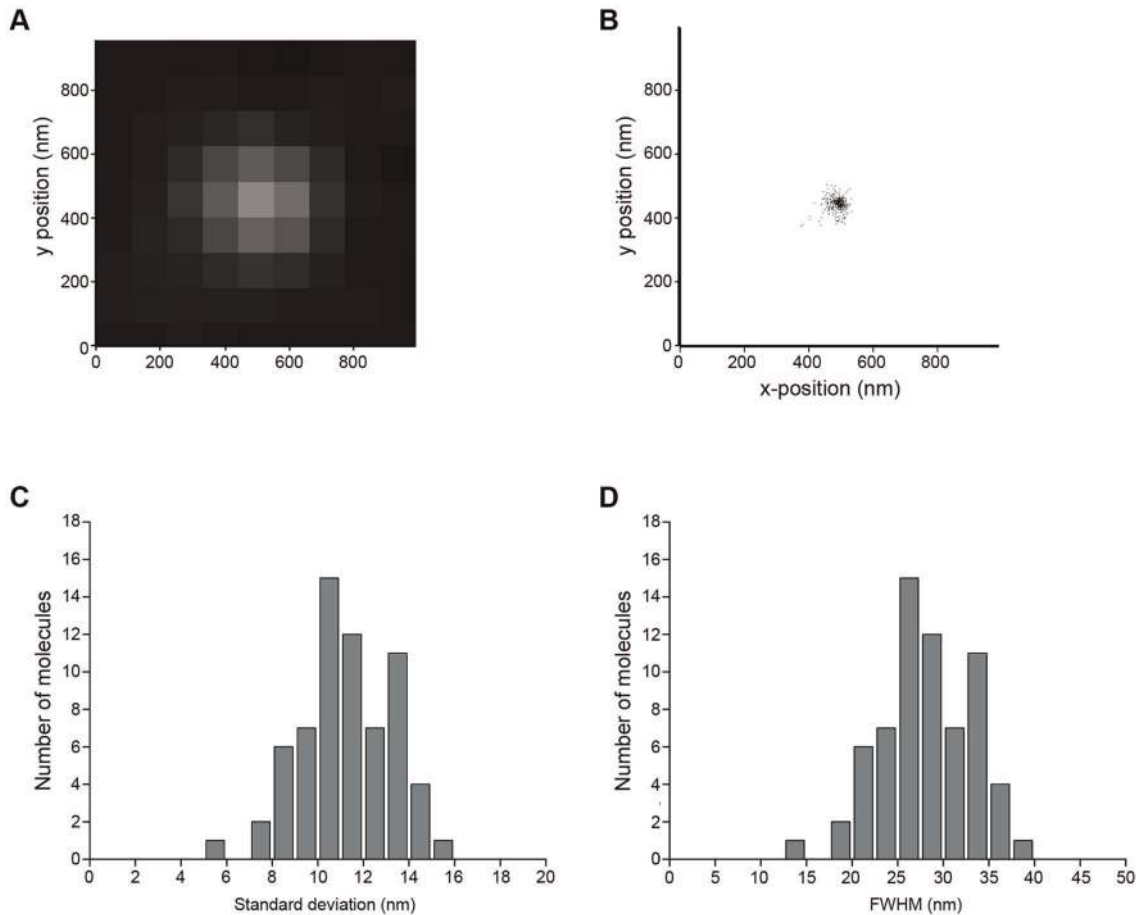 A
y position (nm)
800
600
400
200
0
0 200 400 600 800
B
y position (nm)
800
600
400
200
0
0 200 400 600 800
x-position (nm)
C
Number of molecules
18
16
14
12
10
8
6
4
2
0
0 2 4 6 8 10 12 14 16 18 20
Standard deviation (nm)
D
Number of molecules
18
16
14
12
10
8
6
4
2
0
0 5 10 15 20 25 30 35 40 45 50
FWHM (nm)